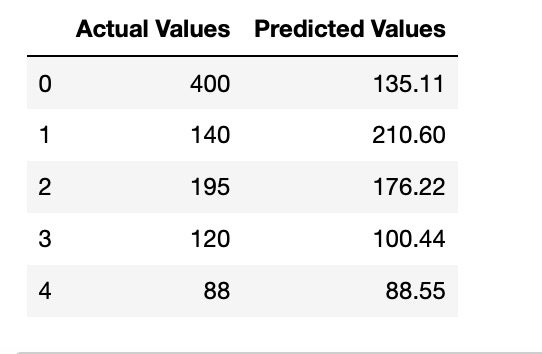 Actual Values Predicted Values
0 400 135.11
1 140 210.60
2 195 176.22
3 120 100.44
4 88 88.55